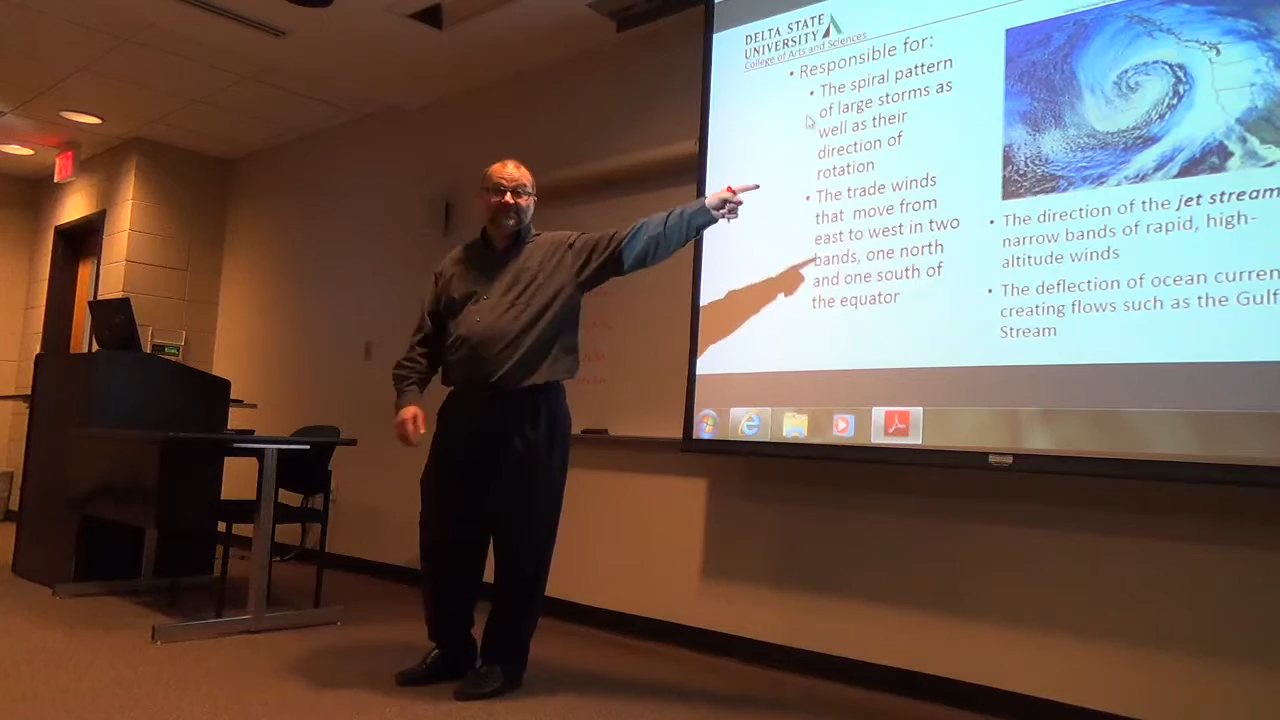 DELTA STATE
UNIVERSITY
College of Arts and Sciences
• Responsible for:
• The spiral pattern
of large storms as
well as their
direction of
rotation
• The trade winds
that move from
east to west in two
bands, one north
and one south of
the equator
• The direction of the jet stream
narrow bands of rapid, high-
altitude winds
• The deflection of ocean curren
creating flows such as the Gulf
Stream